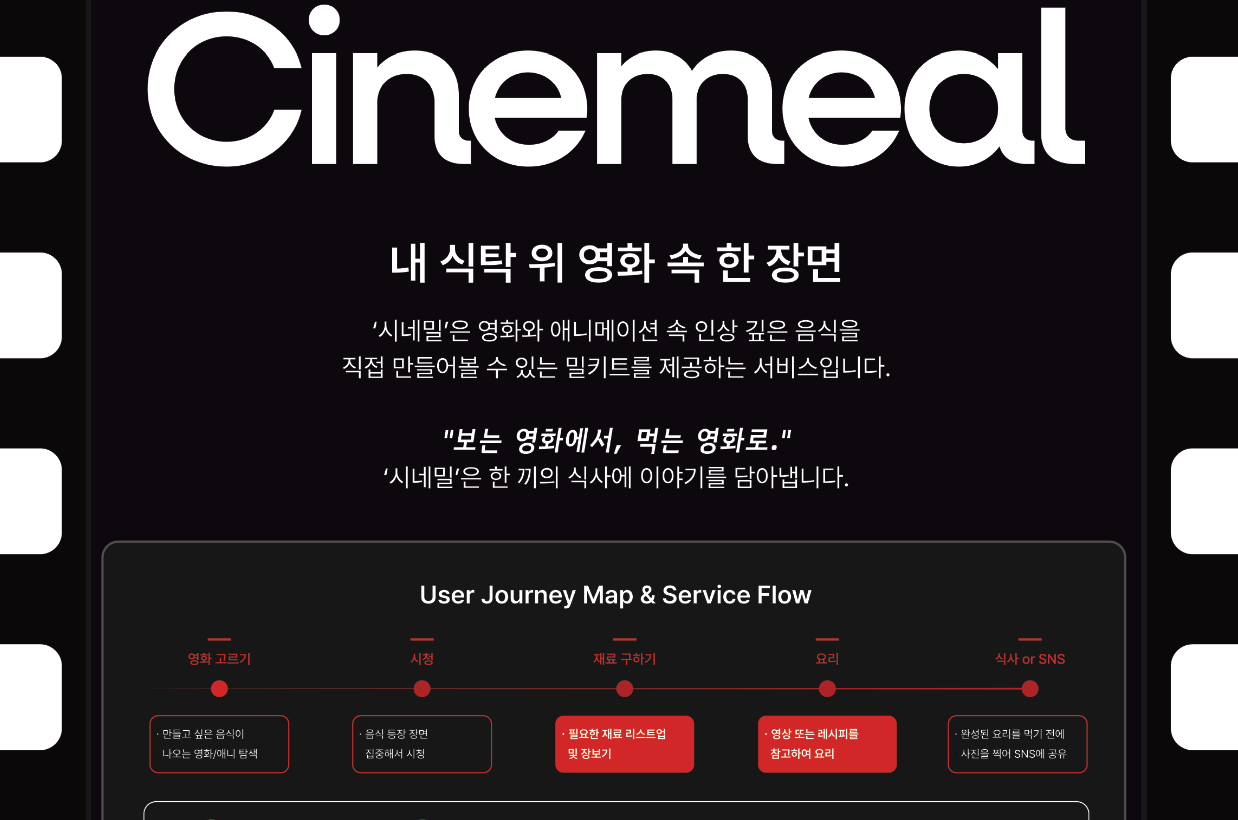 Cinemeal
내 식탁 위 영화 속 한 장면
‘시네밀’은 영화와 애니메이션 속 인상 깊은 음식을
직접 만들어볼 수 있는 밀키트를 제공하는 서비스입니다.
"보는 영화에서, 먹는 영화로."
‘시네밀’은 한 끼의 식사에 이야기를 담아냅니다.
User Journey Map & Service Flow
영화 고르기
시청
재료 구하기
요리
식사 or SNS
· 만들고 싶은 음식이
나오는 영화/애니 탐색
· 음식 등장 장면
집중해서 시청
· 필요한 재료 리스트업
및 장보기
· 영상 또는 레시피를
참고하여 요리
· 완성된 요리를 먹기 전에
사진을 찍어 SNS에 공유